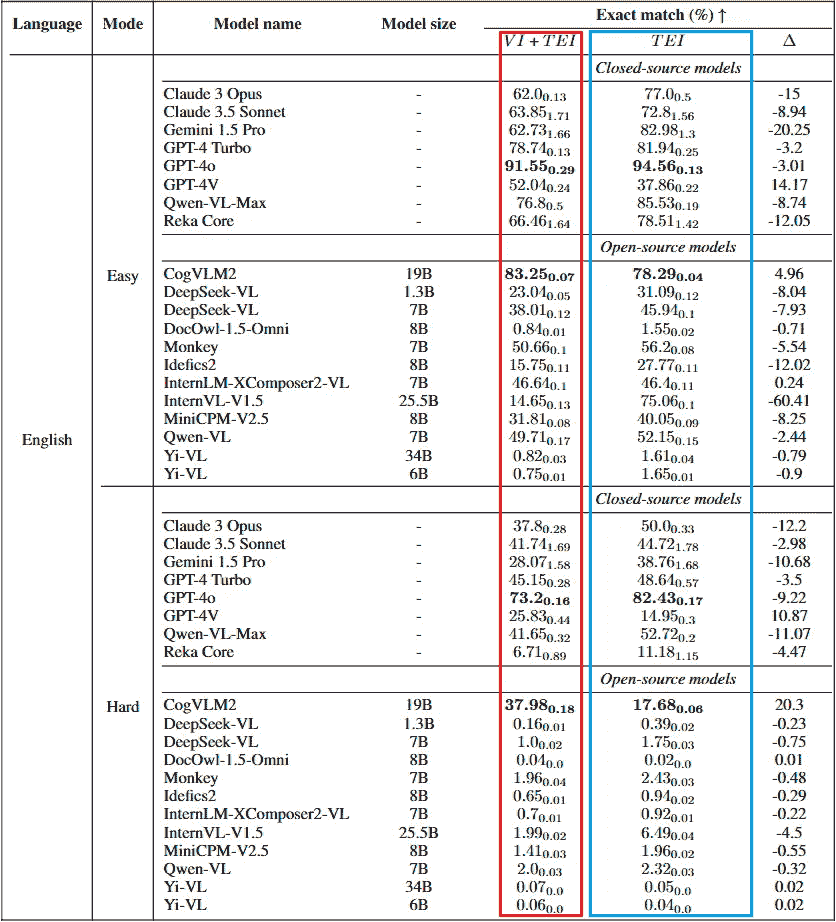 Language Mode Model name Model size Exact match (%) ↑
VI + TEI TEI Δ
Closed-source models
Claude 3 Opus - 62.0 0.13 77.0 0.5 -15
Claude 3.5 Sonnet - 63.85 1.71 72.8 1.56 -8.94
Gemini 1.5 Pro - 62.73 1.66 82.98 1.3 -20.25
GPT-4 Turbo - 78.74 0.13 81.94 0.25 -3.2
GPT-4o - 91.55 0.29 94.56 0.13 -3.01
GPT-4V - 52.04 0.24 37.86 0.22 14.17
Qwen-VL-Max - 76.8 0.5 85.53 0.19 -8.74
Reka Core - 66.46 1.64 78.51 1.42 -12.05
Open-source models
Easy
CogVLM2 19B 83.25 0.07 78.29 0.04 4.96
DeepSeek-VL 1.3B 23.04 0.05 31.09 0.12 -8.04
DeepSeek-VL 7B 38.01 0.12 45.94 0.1 -7.93
DocOwl-1.5-Omni 8B 0.84 0.01 1.55 0.02 -0.71
Monkey 7B 50.66 0.1 56.2 0.08 -5.54
Idefics2 8B 15.75 0.11 27.77 0.11 -12.02
InternLM-XComposer2-VL 7B 46.64 0.1 46.4 0.11 0.24
InternVL-V1.5 25.5B 14.65 0.13 75.06 0.1 -60.41
MiniCPM-V2.5 8B 31.81 0.08 40.05 0.09 -8.25
English
Qwen-VL 7B 49.71 0.17 52.15 0.15 -2.44
Yi-VL 34B 0.82 0.03 1.61 0.04 -0.79
Yi-VL 6B 0.75 0.01 1.65 0.01 -0.9
Closed-source models
Claude 3 Opus - 37.8 0.28 50.0 0.33 -12.2
Claude 3.5 Sonnet - 41.74 1.69 44.72 1.78 -2.98
Gemini 1.5 Pro - 28.07 1.58 38.76 1.68 -10.68
GPT-4 Turbo - 45.15 0.28 48.64 0.57 -3.5
GPT-4o - 73.2 0.16 82.43 0.17 -9.22
GPT-4V - 25.83 0.44 14.95 0.3 10.87
Qwen-VL-Max - 41.65 0.32 52.72 0.2 -11.07
Reka Core - 6.71 0.89 11.18 1.15 -4.47
Open-source models
Hard
CogVLM2 19B 37.98 0.18 17.68 0.06 20.3
DeepSeek-VL 1.3B 0.16 0.01 0.39 0.02 -0.23
DeepSeek-VL 7B 1.0 0.02 1.75 0.03 -0.75
DocOwl-1.5-Omni 8B 0.04 0.0 0.02 0.0 0.01
Monkey 7B 1.96 0.04 2.43 0.03 -0.48
Idefics2 8B 0.65 0.01 0.94 0.02 -0.29
InternLM-XComposer2-VL 7B 0.7 0.01 0.92 0.01 -0.22
InternVL-V1.5 25.5B 1.99 0.02 6.49 0.04 -4.5
MiniCPM-V2.5 8B 1.41 0.03 1.96 0.02 -0.55
Qwen-VL 7B 2.0 0.03 2.32 0.03 -0.32
Yi-VL 34B 0.07 0.0 0.05 0.0 0.02
Yi-VL 6B 0.06 0.0 0.04 0.0 0.02